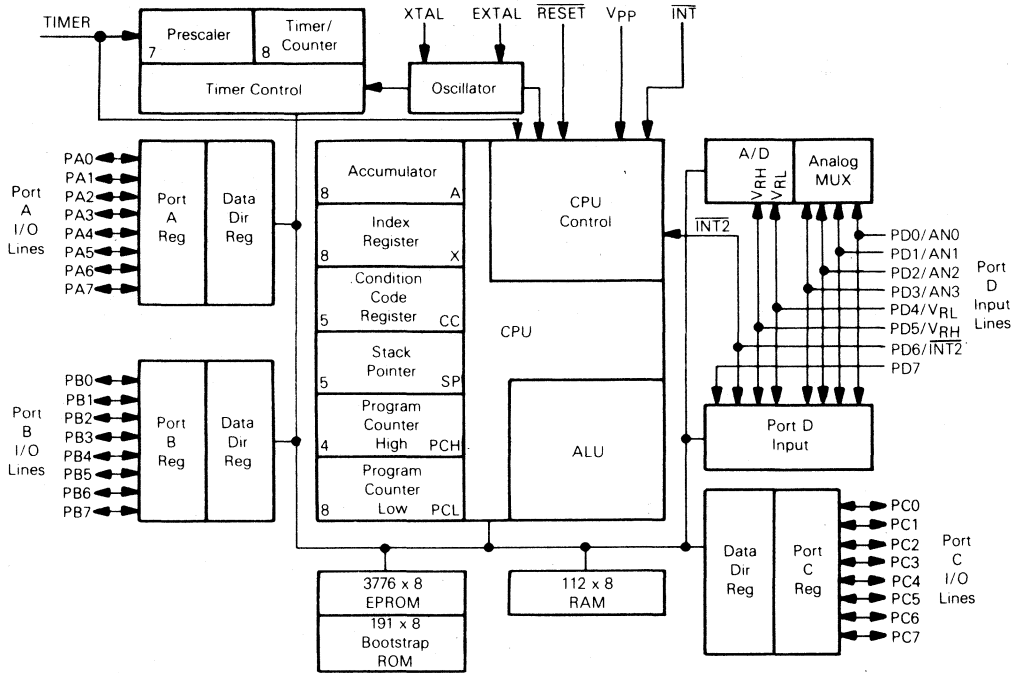 TIMER
Prescaler
7
Timer/
Counter
8
Timer Control
XTAL
EXTAL
RESET
VPP
INT
Oscillator
Port
A
I/O
Lines
PA0
PA1
PA2
PA3
PA4
PA5
PA6
PA7
Port
A
Reg
Data
Dir
Reg
Port
B
I/O
Lines
PB0
PB1
PB2
PB3
PB4
PB5
PB6
PB7
Port
B
Reg
Data
Dir
Reg
Accumulator
8 A
Index
Register
8 X
Condition
Code
Register
5 CC
Stack
Pointer
5 SP
Program
Counter
High
4 PCH
Program
Counter
Low
8 PCL
CPU
Control
CPU
ALU
INT2
A/D
VRH
VRL
Analog
MUX
PD0/AN0
PD1/AN1
PD2/AN2
PD3/AN3
PD4/VRL
PD5/VRH
PD6/INT2
PD7
Port
D
Input
Lines
Port D
Input
Data
Dir
Reg
Port
C
Reg
PC0
PC1
PC2
PC3
PC4
PC5
PC6
PC7
Port
C
I/O
Lines
3776 x 8
EPROM
191 x 8
Bootstrap
ROM
112 x 8
RAM